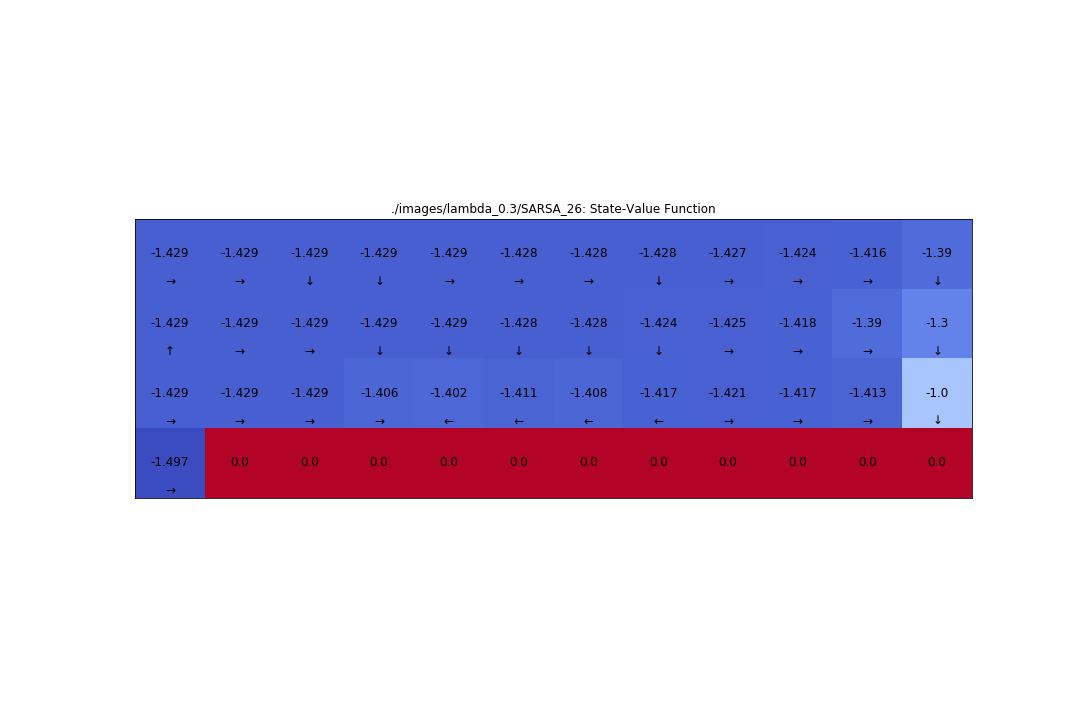 ./images/lambda_0.3/SARSA_26: State-Value Function
-1.429 -1.429 -1.429 -1.429 -1.429 -1.428 -1.428 -1.428 -1.427 -1.424 -1.416 -1.39
→ → ↓ ↓ → → → ↓ → → → ↓
-1.429 -1.429 -1.429 -1.429 -1.429 -1.428 -1.428 -1.424 -1.425 -1.418 -1.39 -1.3
↑ → → ↓ ↓ ↓ ↓ ↓ → → → ↓
-1.429 -1.429 -1.429 -1.406 -1.402 -1.411 -1.408 -1.417 -1.421 -1.417 -1.413 -1.0
→ → → → ← ← ← ← → → → ↓
-1.497 0.0 0.0 0.0 0.0 0.0 0.0 0.0 0.0 0.0 0.0 0.0
→